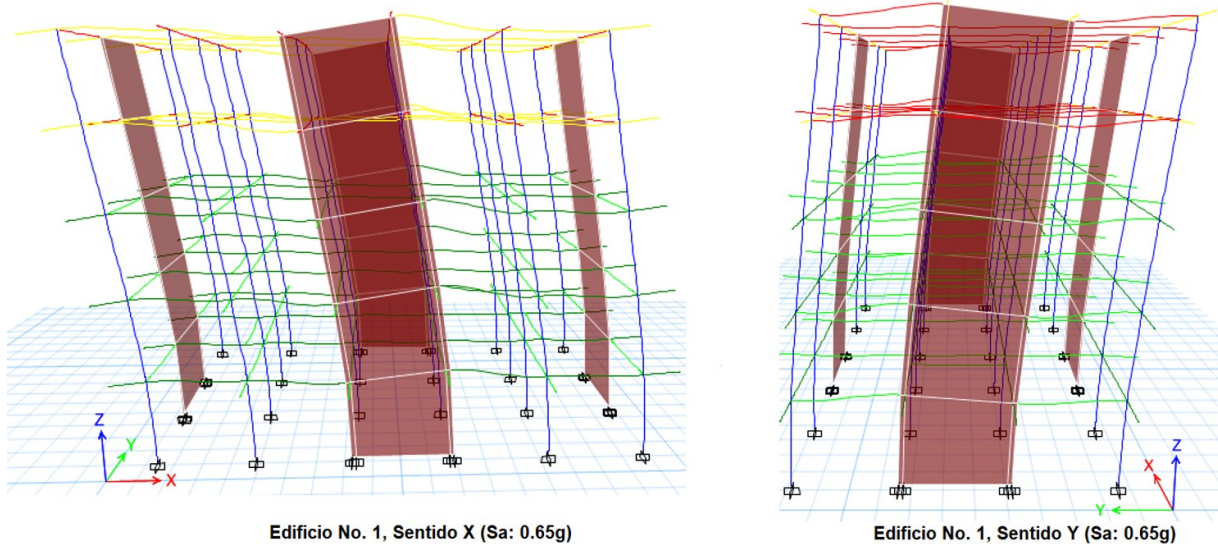 Z
Y
X
Z
X
Y
Edificio No. 1, Sentido X (Sa: 0.65g)
Edificio No. 1, Sentido Y (Sa: 0.65g)